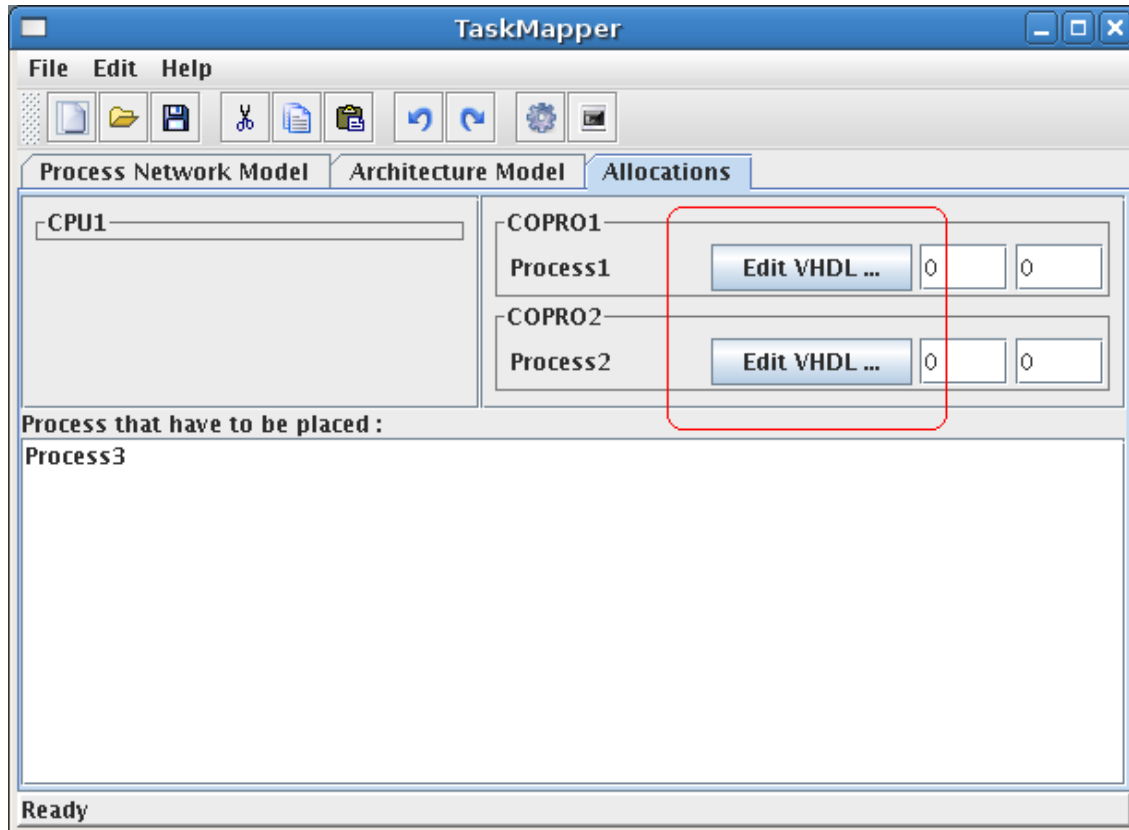 TaskMapper
File Edit Help
Process Network Model Architecture Model Allocations
CPU1
COPRO1
Process1 Edit VHDL ... 0 0
COPRO2
Process2 Edit VHDL ... 0 0
Process that have to be placed :
Process3
Ready